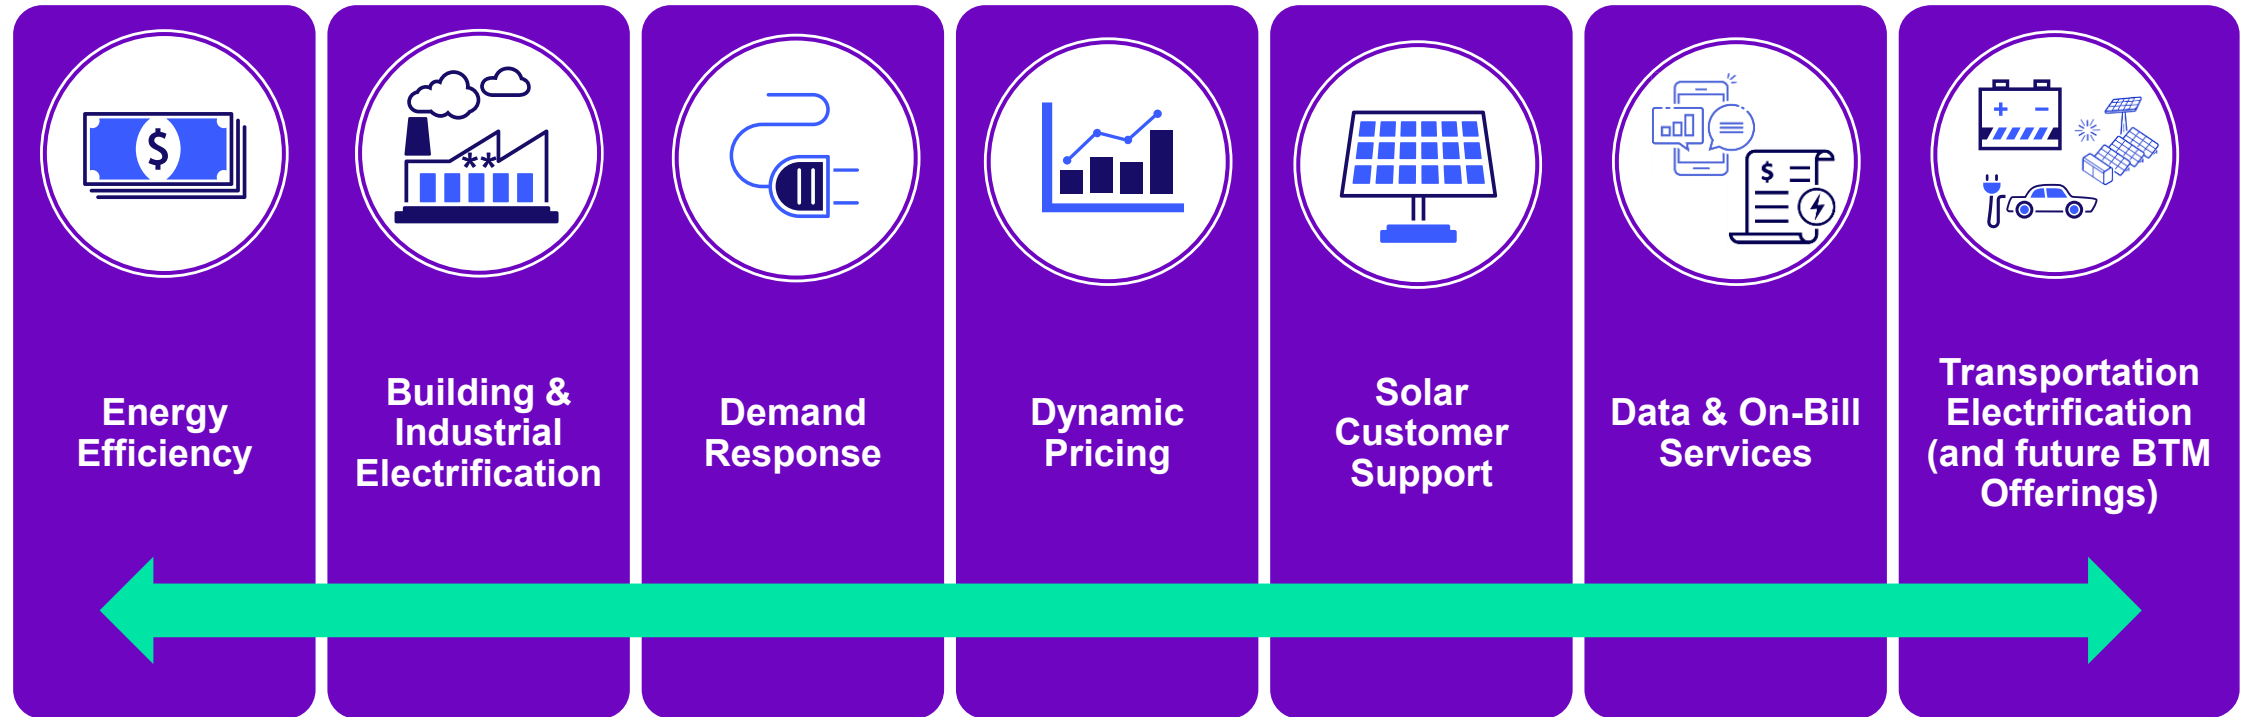 Energy
Efficiency
Building &
Industrial
Electrification
Demand
Response
Dynamic
Pricing
Solar
Customer
Support
Data & On-Bill
Services
Transportation
Electrification
(and future BTM
Offerings)